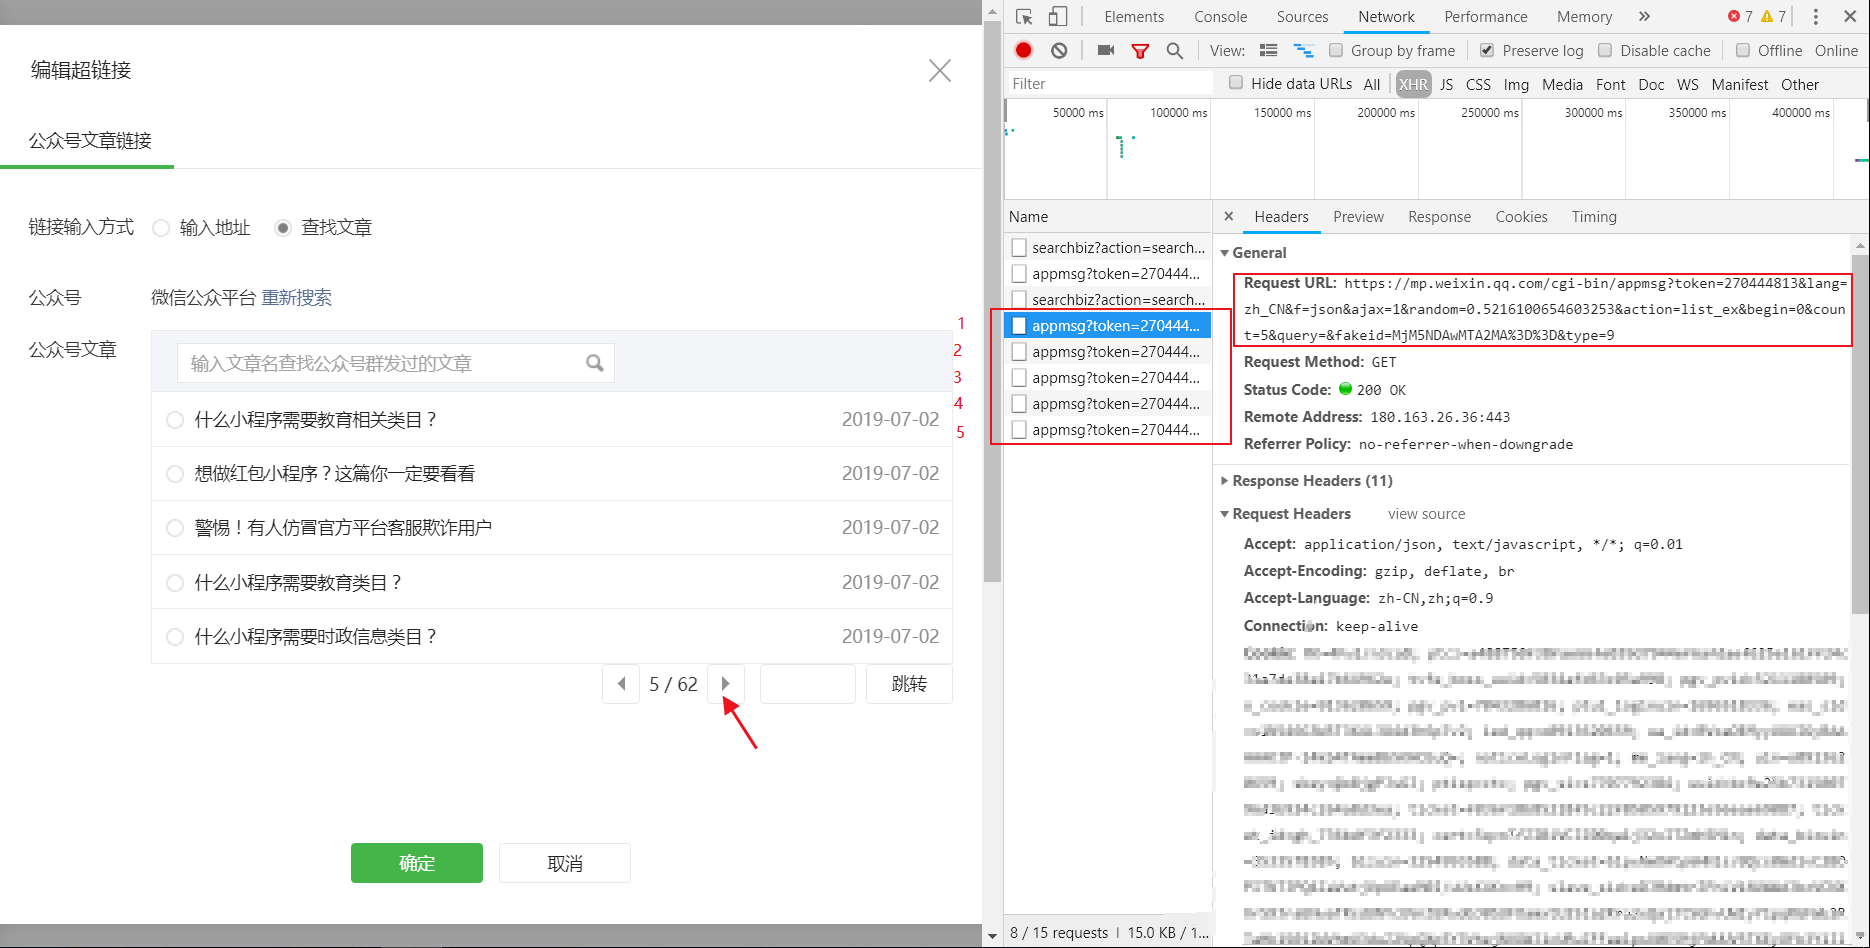 编辑超链接
公众号文章链接
链接输入方式 输入地址 查找文章
公众号 微信公众平台 重新搜索
公众号文章
输入文章名查找公众号群发过的文章
什么小程序需要教育相关类目？ 2019-07-02
想做红包小程序？这篇你一定要看看 2019-07-02
警惕！有人仿冒官方平台客服欺诈用户 2019-07-02
什么小程序需要教育类目？ 2019-07-02
什么小程序需要时政信息类目？ 2019-07-02
5 / 62 跳转
确定 取消
1
2
3
4
5
Elements Console Sources Network Performance Memory » 7 7
View: Group by frame Preserve log Disable cache Offline Online
Filter Hide data URLs All XHR JS CSS Img Media Font Doc WS Manifest Other
50000 ms 100000 ms 150000 ms 200000 ms 250000 ms 300000 ms 350000 ms 400000 ms
Name
searchbiz?action=search...
appmsg?token=270444...
searchbiz?action=search...
appmsg?token=270444...
appmsg?token=270444...
appmsg?token=270444...
appmsg?token=270444...
appmsg?token=270444...
8 / 15 requests | 15.0 KB / 1...
× Headers Preview Response Cookies Timing
General
Request URL: https://mp.weixin.qq.com/cgi-bin/appmsg?token=270444813&lang=
zh_CN&f=json&ajax=1&random=0.5216100654603253&action=list_ex&begin=0&coun
t=5&query=&fakeid=MjM5NDAwMTA2MA%3D%3D&type=9
Request Method: GET
Status Code: 200 OK
Remote Address: 180.163.26.36:443
Referrer Policy: no-referrer-when-downgrade
Response Headers (11)
Request Headers view source
Accept: application/json, text/javascript, */*; q=0.01
Accept-Encoding: gzip, deflate, br
Accept-Language: zh-CN,zh;q=0.9
Connection: keep-alive